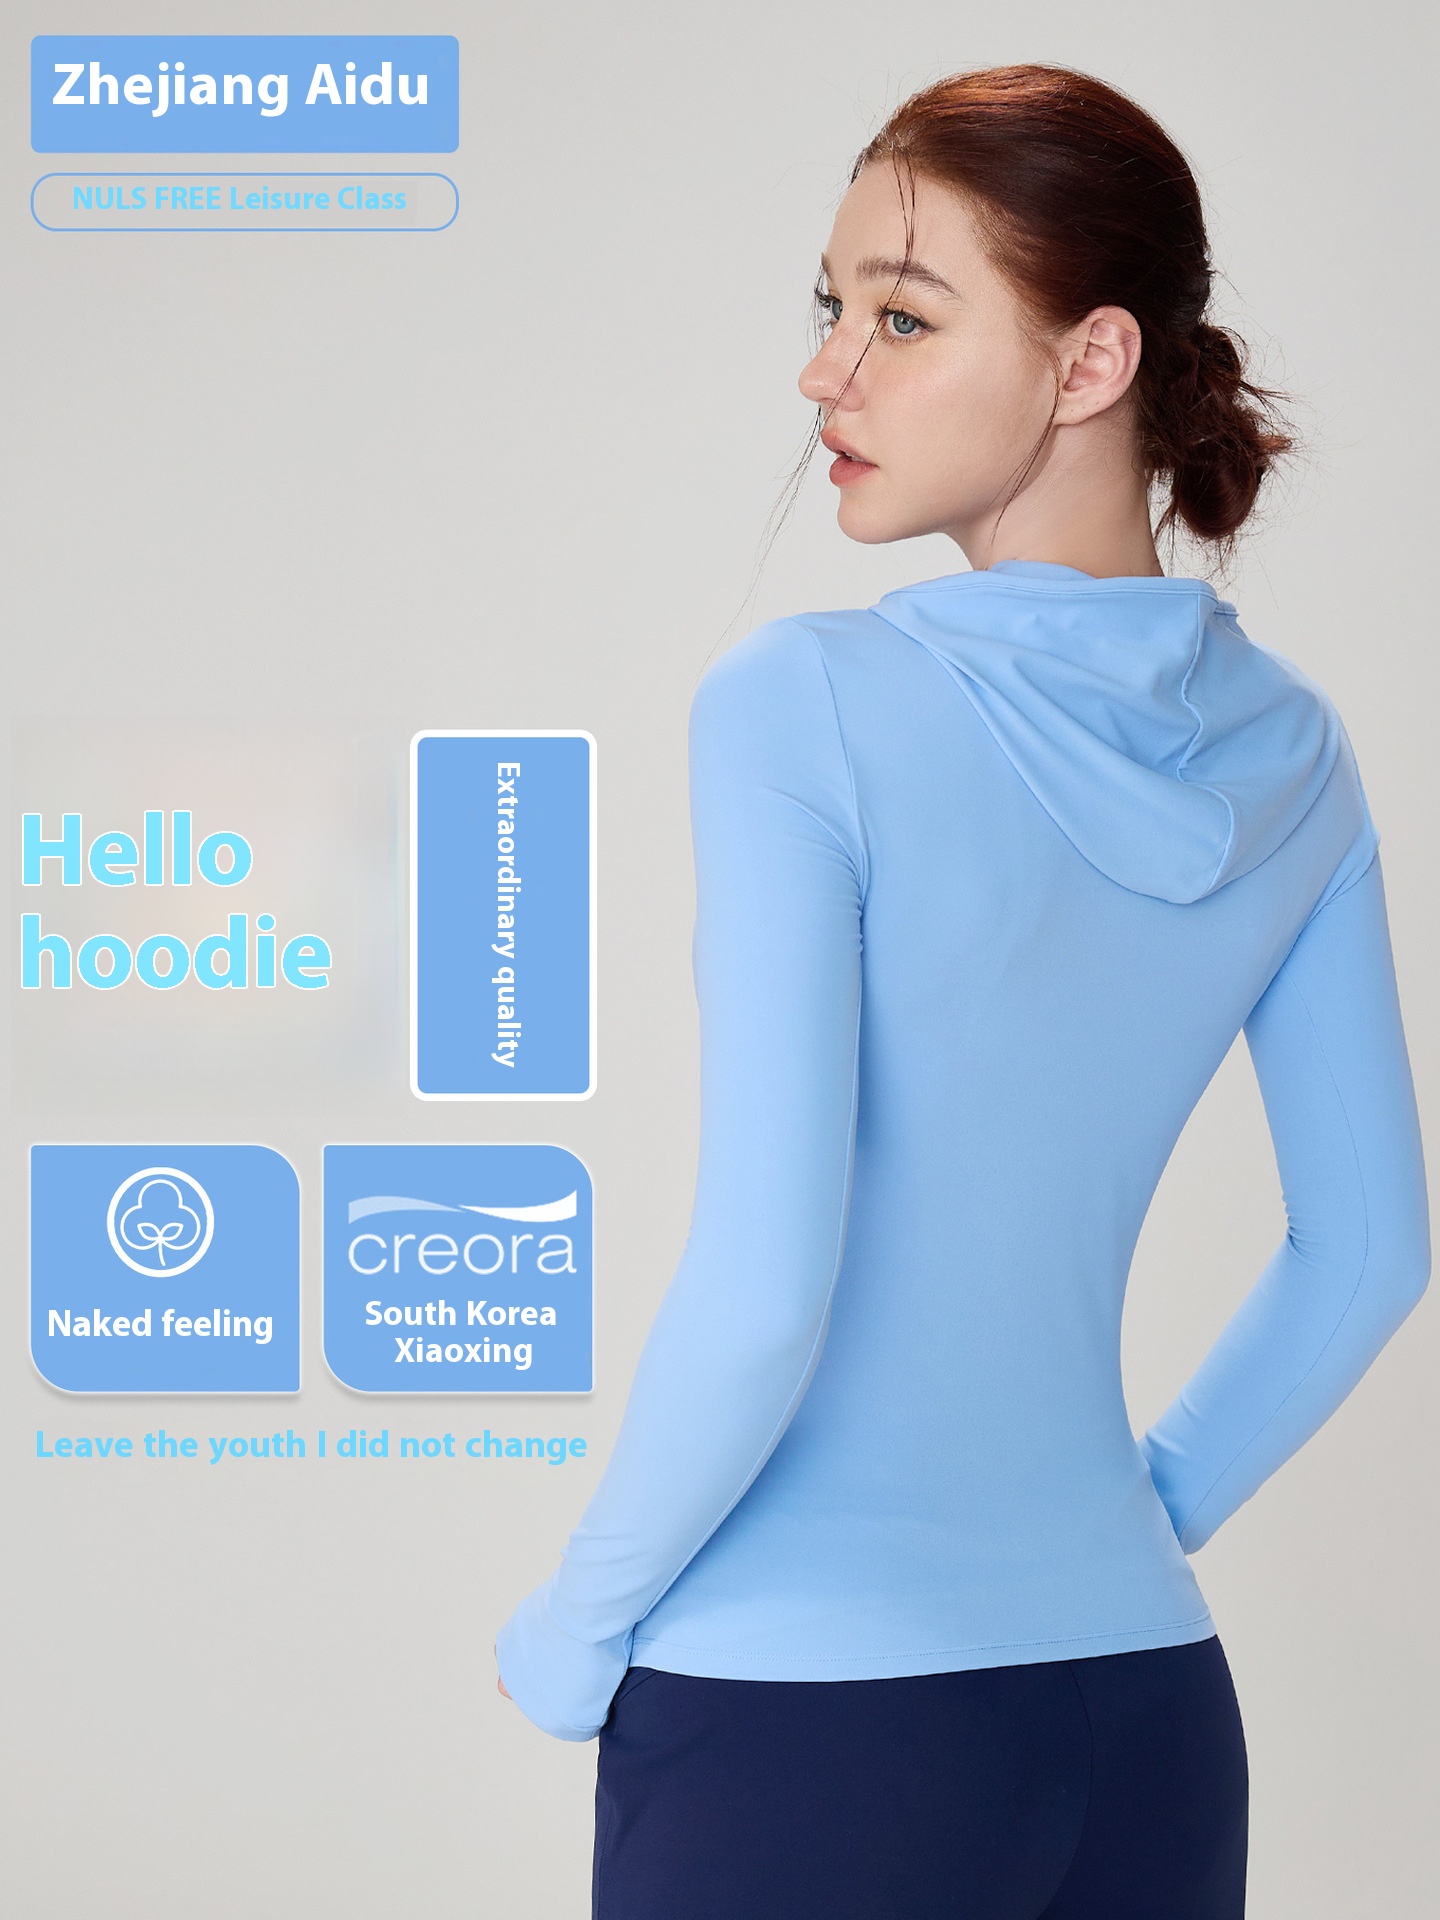 Zhejiang Aidu
NULS FREE Leisure Class
Hello
hoodie
Extraordinary quality
Naked feeling
creora
South Korea
Xiaoxing
Leave the youth I did not change